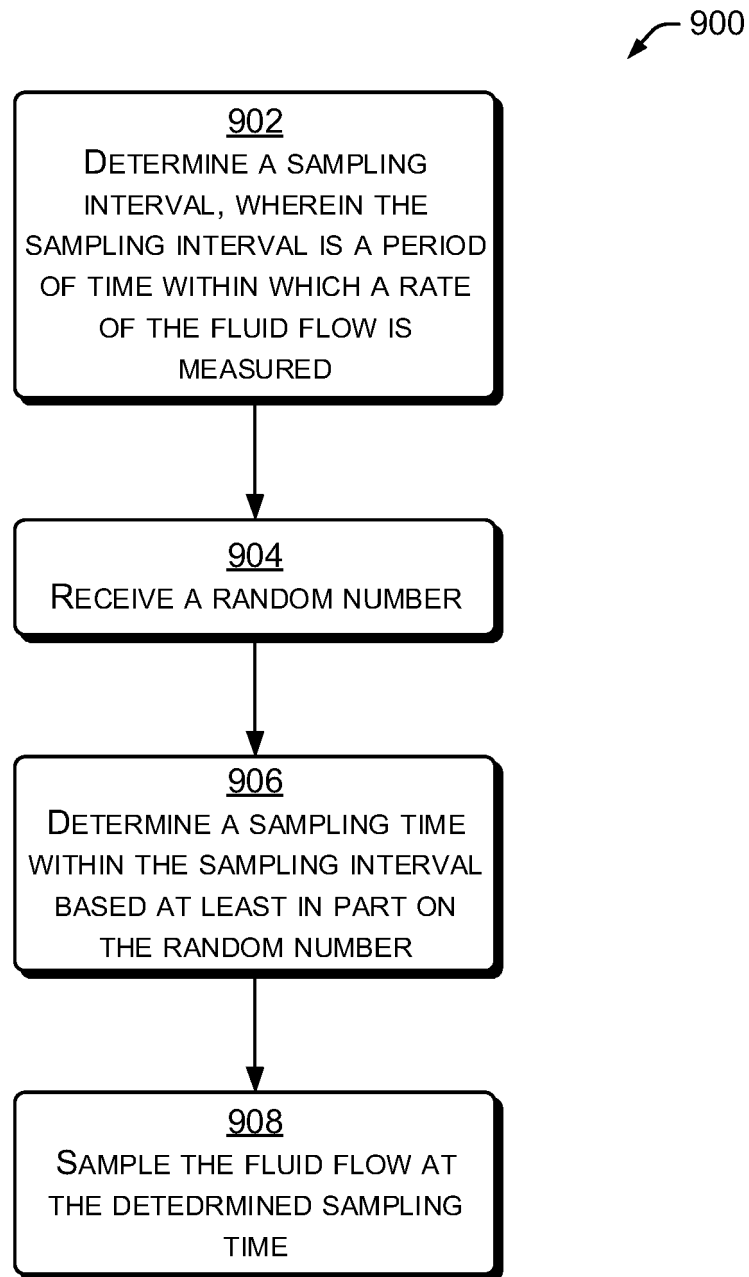 900
902
DETERMINE A SAMPLING
INTERVAL, WHEREIN THE
SAMPLING INTERVAL IS A PERIOD
OF TIME WITHIN WHICH A RATE
OF THE FLUID FLOW IS
MEASURED
904
RECEIVE A RANDOM NUMBER
906
DETERMINE A SAMPLING TIME
WITHIN THE SAMPLING INTERVAL
BASED AT LEAST IN PART ON
THE RANDOM NUMBER
908
SAMPLE THE FLUID FLOW AT
THE DETEDRMINED SAMPLING
TIME